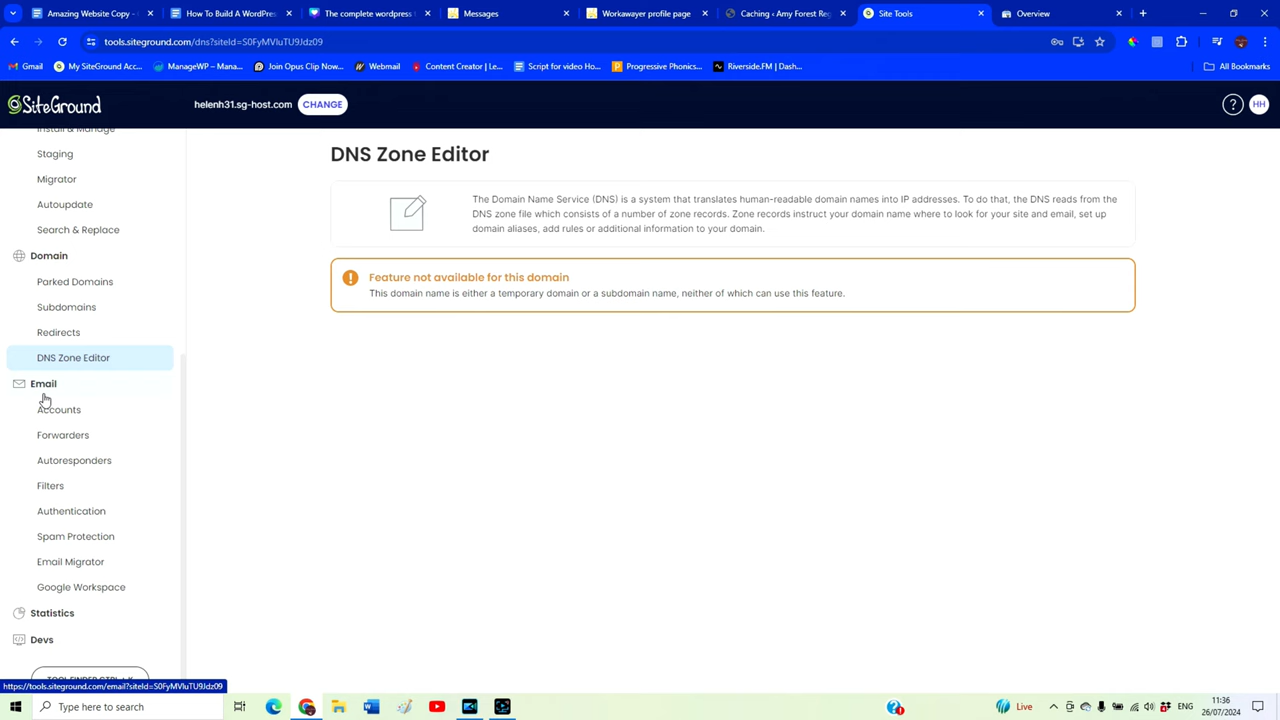 Amazing Website Copy -
How To Build A WordPres
The complete wordpress
Messages
Workawayer profile page
Caching ‹ Amy Forest Reg
Site Tools
Overview
tools.siteground.com/dns?siteId=S0FyMVluTU9Jdz09
Gmail
My SiteGround Acc...
ManageWP – Mana...
Join Opus Clip Now...
Webmail
Content Creator | Le...
Script for video Ho...
Progressive Phonics...
Riverside.FM | Dash...
All Bookmarks
SiteGround
helenh31.sg-host.com
CHANGE
?
HH
Install & Manage
Staging
Migrator
Autoupdate
Search & Replace
Domain
Parked Domains
Subdomains
Redirects
DNS Zone Editor
Email
Accounts
Forwarders
Autoresponders
Filters
Authentication
Spam Protection
Email Migrator
Google Workspace
Statistics
Devs
TOOL FINDER CTRL + K
DNS Zone Editor
The Domain Name Service (DNS) is a system that translates human-readable domain names into IP addresses. To do that, the DNS reads from the
DNS zone file which consists of a number of zone records. Zone records instruct your domain name where to look for your site and email, set up
domain aliases, add rules or additional information to your domain.
Feature not available for this domain
This domain name is either a temporary domain or a subdomain name, neither of which can use this feature.
https://tools.siteground.com/email?siteId=S0FyMVluTU9Jdz09
Type here to search
Live
ENG
11:36
26/07/2024